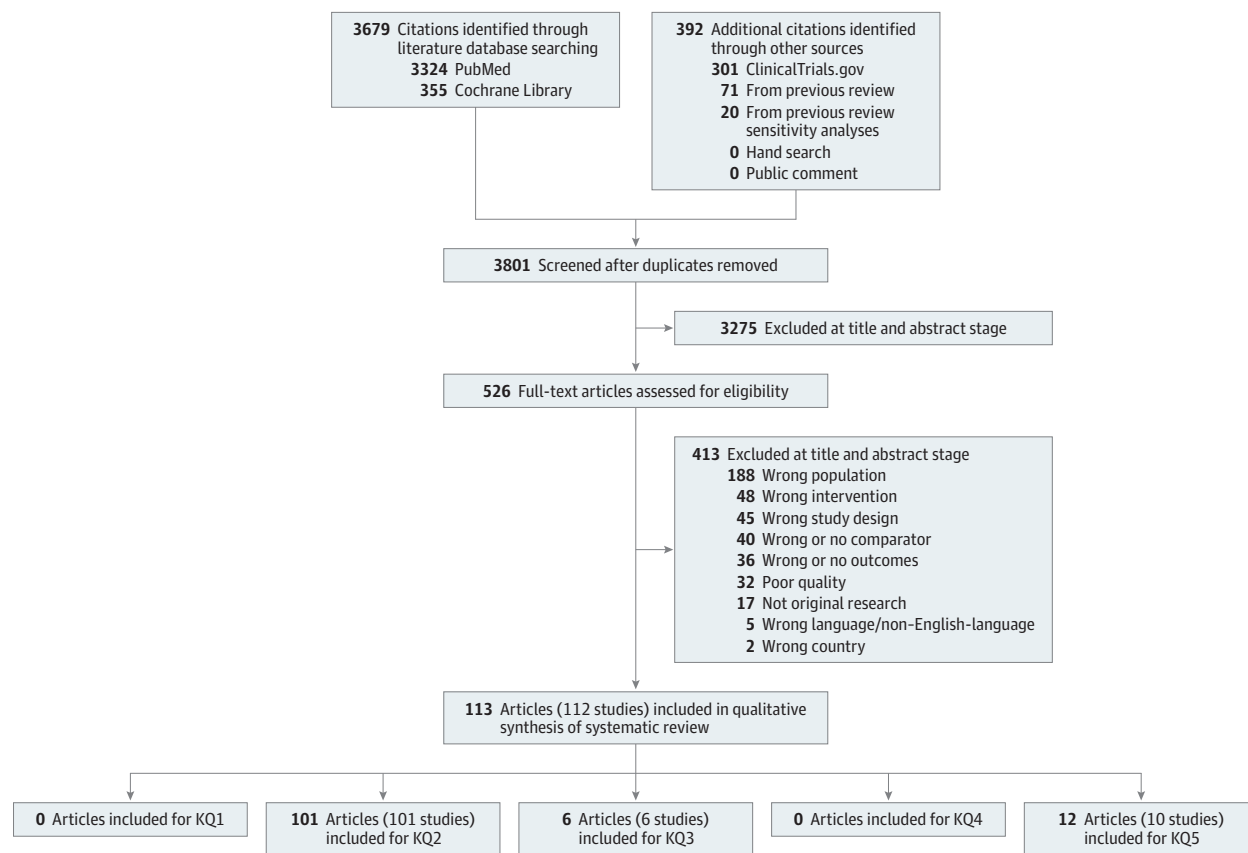 3679 Citations identified through
literature database searching
3324 PubMed
355 Cochrane Library
392 Additional citations identified
through other sources
301 ClinicalTrials.gov
71 From previous review
20 From previous review
sensitivity analyses
0 Hand search
0 Public comment
3801 Screened after duplicates removed
3275 Excluded at title and abstract stage
526 Full-text articles assessed for eligibility
413 Excluded at title and abstract stage
188 Wrong population
48 Wrong intervention
45 Wrong study design
40 Wrong or no comparator
36 Wrong or no outcomes
32 Poor quality
17 Not original research
5 Wrong language/non-English-language
2 Wrong country
113 Articles (112 studies) included in qualitative
synthesis of systematic review
0 Articles included for KQ1
101 Articles (101 studies)
included for KQ2
6 Articles (6 studies)
included for KQ3
0 Articles included for KQ4
12 Articles (10 studies)
included for KQ5